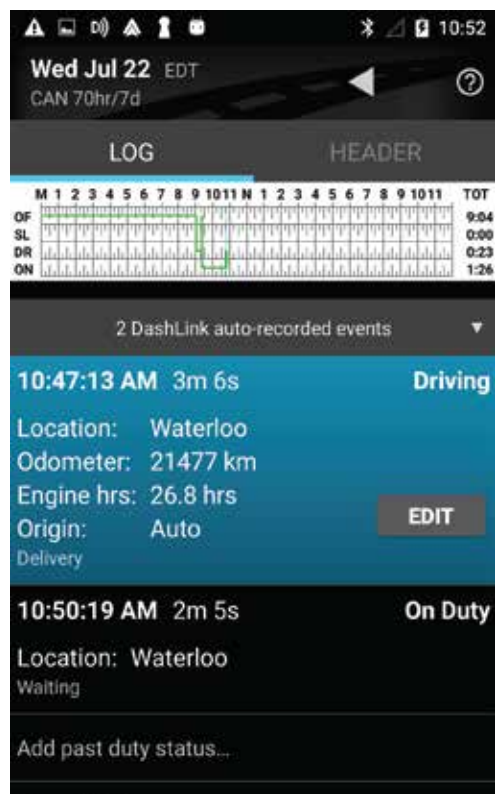 10:52
Wed Jul 22 EDT
CAN 70hr/7d
LOG HEADER
M 1 2 3 4 5 6 7 8 9 10 11 N 1 2 3 4 5 6 7 8 9 10 11 TOT
OF 9:04
SL 0:00
DR 0:23
ON 1:26
2 DashLink auto-recorded events
10:47:13 AM 3m 6s Driving
Location: Waterloo
Odometer: 21477 km
Engine hrs: 26.8 hrs
Origin: Auto
EDIT
Delivery
10:50:19 AM 2m 5s On Duty
Location: Waterloo
Waiting
Add past duty status...